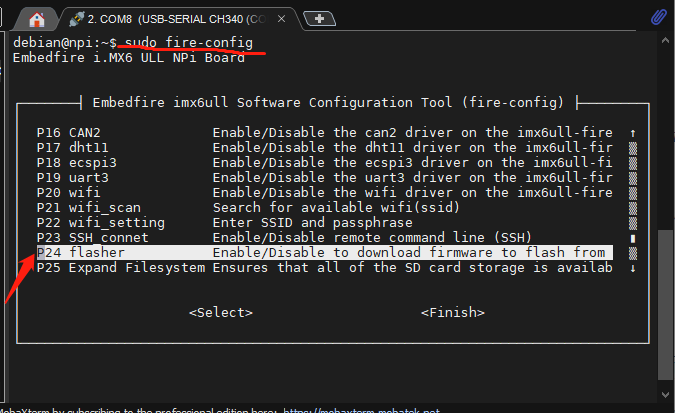 2. COM8 (USB-SERIAL CH340 (CO
debian@npi:~$ sudo fire-config
Embedfire i.MX6 ULL NPi Board
Embedfire imx6ull Software Configuration Tool (fire-config)
P16 CAN2 Enable/Disable the can2 driver on the imx6ull-fire
P17 dht11 Enable/Disable the dht11 driver on the imx6ull-fir
P18 ecspi3 Enable/Disable the ecspi3 driver on the imx6ull-fi
P19 uart3 Enable/Disable the uart3 driver on the imx6ull-fir
P20 wifi Enable/Disable the wifi driver on the imx6ull-fire
P21 wifi_scan Search for available wifi(ssid)
P22 wifi_setting Enter SSID and passphrase
P23 SSH_connet Enable/Disable remote command line (SSH)
P24 flasher Enable/Disable to download firmware to flash from
P25 Expand Filesystem Ensures that all of the SD card storage is availab
<Select> <Finish>
MobaXterm by subscribing to the professional edition here: https://mobaxterm.mobatek.net